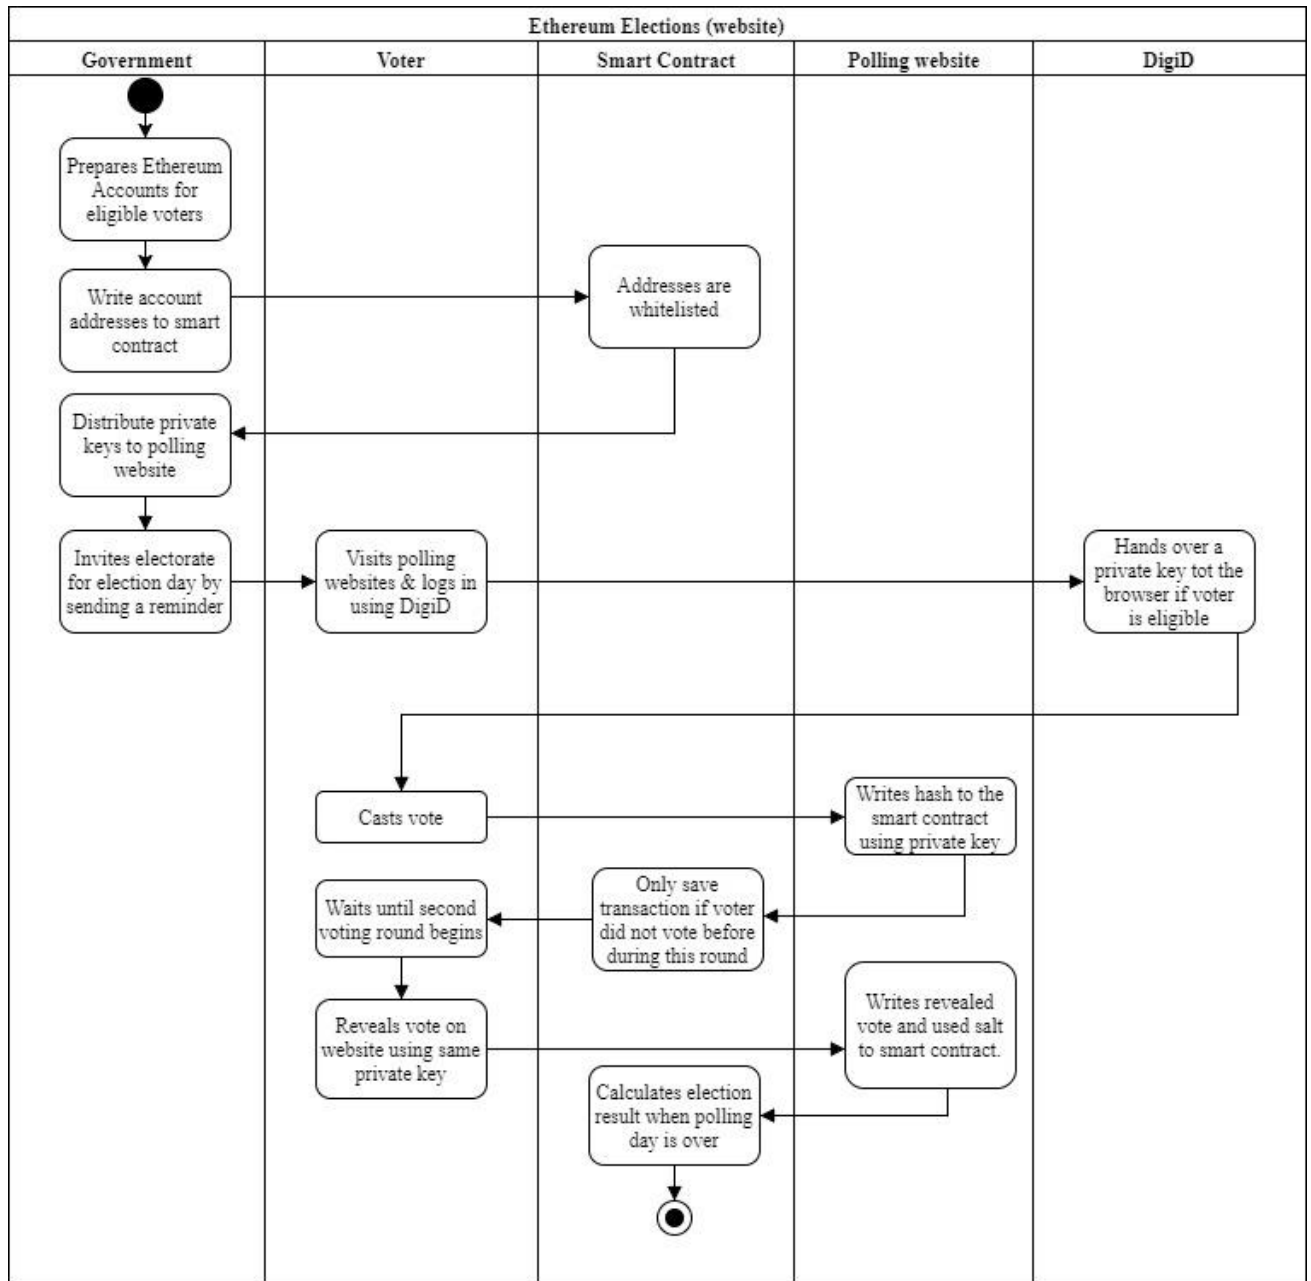 Ethereum Elections (website)
Government
Voter
Smart Contract
Polling website
DigiD
Prepares Ethereum
Accounts for
eligible voters
Write account
addresses to smart
contract
Addresses are
whitelisted
Distribute private
keys to polling
website
Invites electorate
for election day by
sending a reminder
Visits polling
websites & logs in
using DigiD
Hands over a
private key tot the
browser if voter
is eligible
Casts vote
Writes hash to the
smart contract
using private key
Only save
transaction if voter
did not vote before
during this round
Waits until second
voting round begins
Reveals vote on
website using same
private key
Writes revealed
vote and used salt
to smart contract.
Calculates election
result when polling
day is over